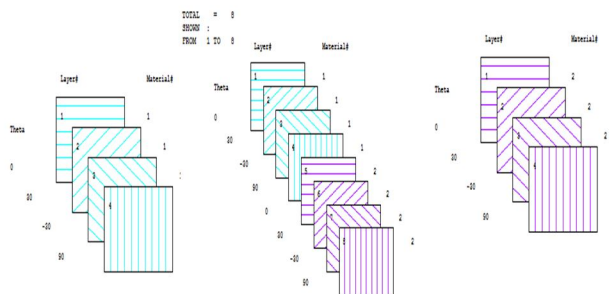 TOTAL = 8
SHOWN :
FROM 1 TO 8
Layer# Material#
1 1
Theta 2 1
0 3 1
30 4 1
-30 5 2
90 6 2
0 7 2
30 8 2
-30
90
Layer# Material#
1 1
Theta 2 1
0 3 1
30 4
-30
90
Layer# Material#
1 2
Theta 2 2
0 3 2
30 4 2
-30
90